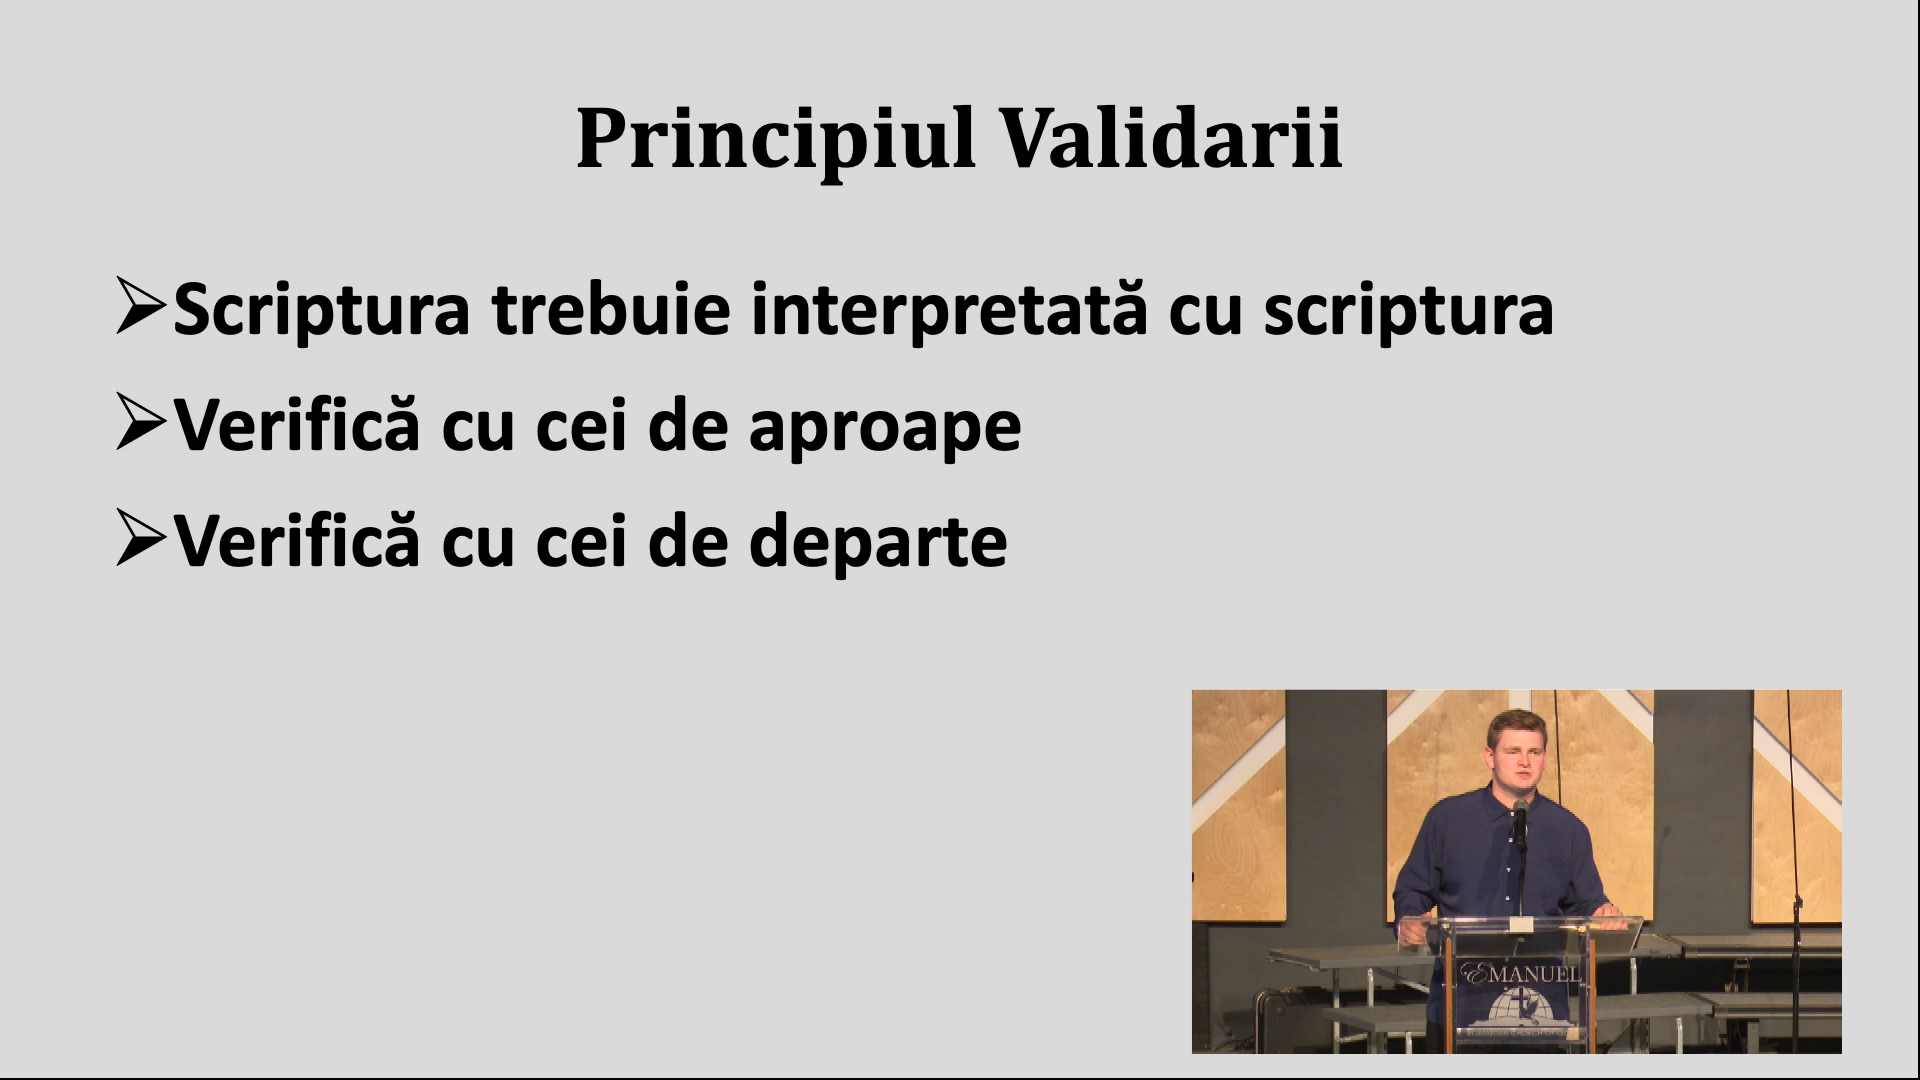 Principiul Validarii
➢Scriptura trebuie interpretată cu scriptura
➢Verifică cu cei de aproape
➢Verifică cu cei de departe
EMANUEL